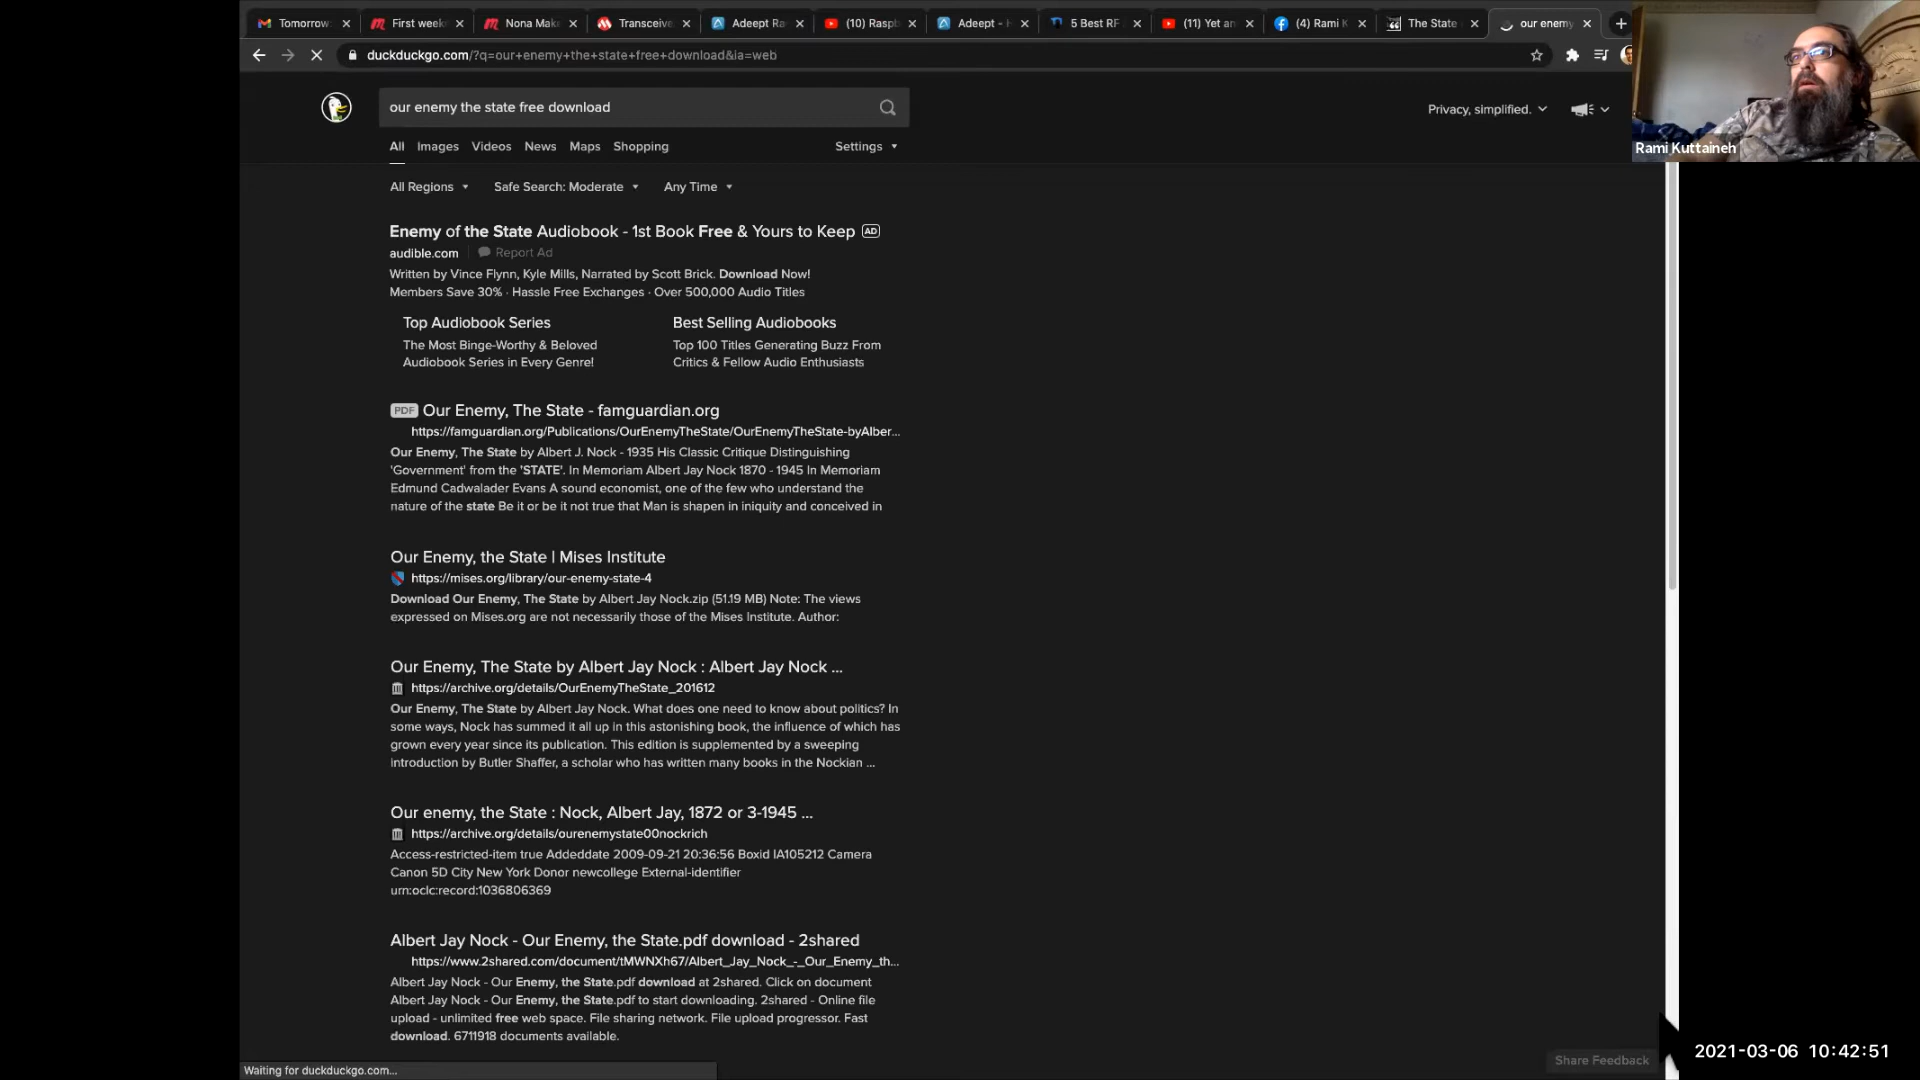 Tomorrow
First week
Nona Mak
Transceive
Adeept Ra
(10) Raspb
Adeept - H
5 Best RF
(11) Yet an
(4) Rami K
The State
our enemy
duckduckgo.com/?q=our+enemy+the+state+free+download&ia=web
our enemy the state free download
Privacy, simplified.
All Images Videos News Maps Shopping Settings
All Regions Safe Search: Moderate Any Time
Rami Kuttaineh
Enemy of the State Audiobook - 1st Book Free & Yours to Keep AD
audible.com Report Ad
Written by Vince Flynn, Kyle Mills, Narrated by Scott Brick. Download Now!
Members Save 30% · Hassle Free Exchanges · Over 500,000 Audio Titles
Top Audiobook Series
The Most Binge-Worthy & Beloved
Audiobook Series in Every Genre!
Best Selling Audiobooks
Top 100 Titles Generating Buzz From
Critics & Fellow Audio Enthusiasts
PDF Our Enemy, The State - famguardian.org
https://famguardian.org/Publications/OurEnemyTheState/OurEnemyTheState-byAlber...
Our Enemy, The State by Albert J. Nock - 1935 His Classic Critique Distinguishing
'Government' from the 'STATE'. In Memoriam Albert Jay Nock 1870 - 1945 In Memoriam
Edmund Cadwalader Evans A sound economist, one of the few who understand the
nature of the state Be it or be it not true that Man is shapen in iniquity and conceived in
Our Enemy, the State | Mises Institute
https://mises.org/library/our-enemy-state-4
Download Our Enemy, The State by Albert Jay Nock.zip (51.19 MB) Note: The views
expressed on Mises.org are not necessarily those of the Mises Institute. Author:
Our Enemy, The State by Albert Jay Nock : Albert Jay Nock ...
https://archive.org/details/OurEnemyTheState_201612
Our Enemy, The State by Albert Jay Nock. What does one need to know about politics? In
some ways, Nock has summed it all up in this astonishing book, the influence of which has
grown every year since its publication. This edition is supplemented by a sweeping
introduction by Butler Shaffer, a scholar who has written many books in the Nockian ...
Our enemy, the State : Nock, Albert Jay, 1872 or 3-1945 ...
https://archive.org/details/ourenemystate00nockrich
Access-restricted-item true Addeddate 2009-09-21 20:36:56 Boxid IA105212 Camera
Canon 5D City New York Donor newcollege External-identifier
urn:oclc:record:1036806369
Albert Jay Nock - Our Enemy, the State.pdf download - 2shared
https://www.2shared.com/document/tMWNXh67/Albert_Jay_Nock_-_Our_Enemy_th...
Albert Jay Nock - Our Enemy, the State.pdf download at 2shared. Click on document
Albert Jay Nock - Our Enemy, the State.pdf to start downloading. 2shared - Online file
upload - unlimited free web space. File sharing network. File upload progressor. Fast
download. 6711918 documents available.
Share Feedback
Waiting for duckduckgo.com...
2021-03-06 10:42:51